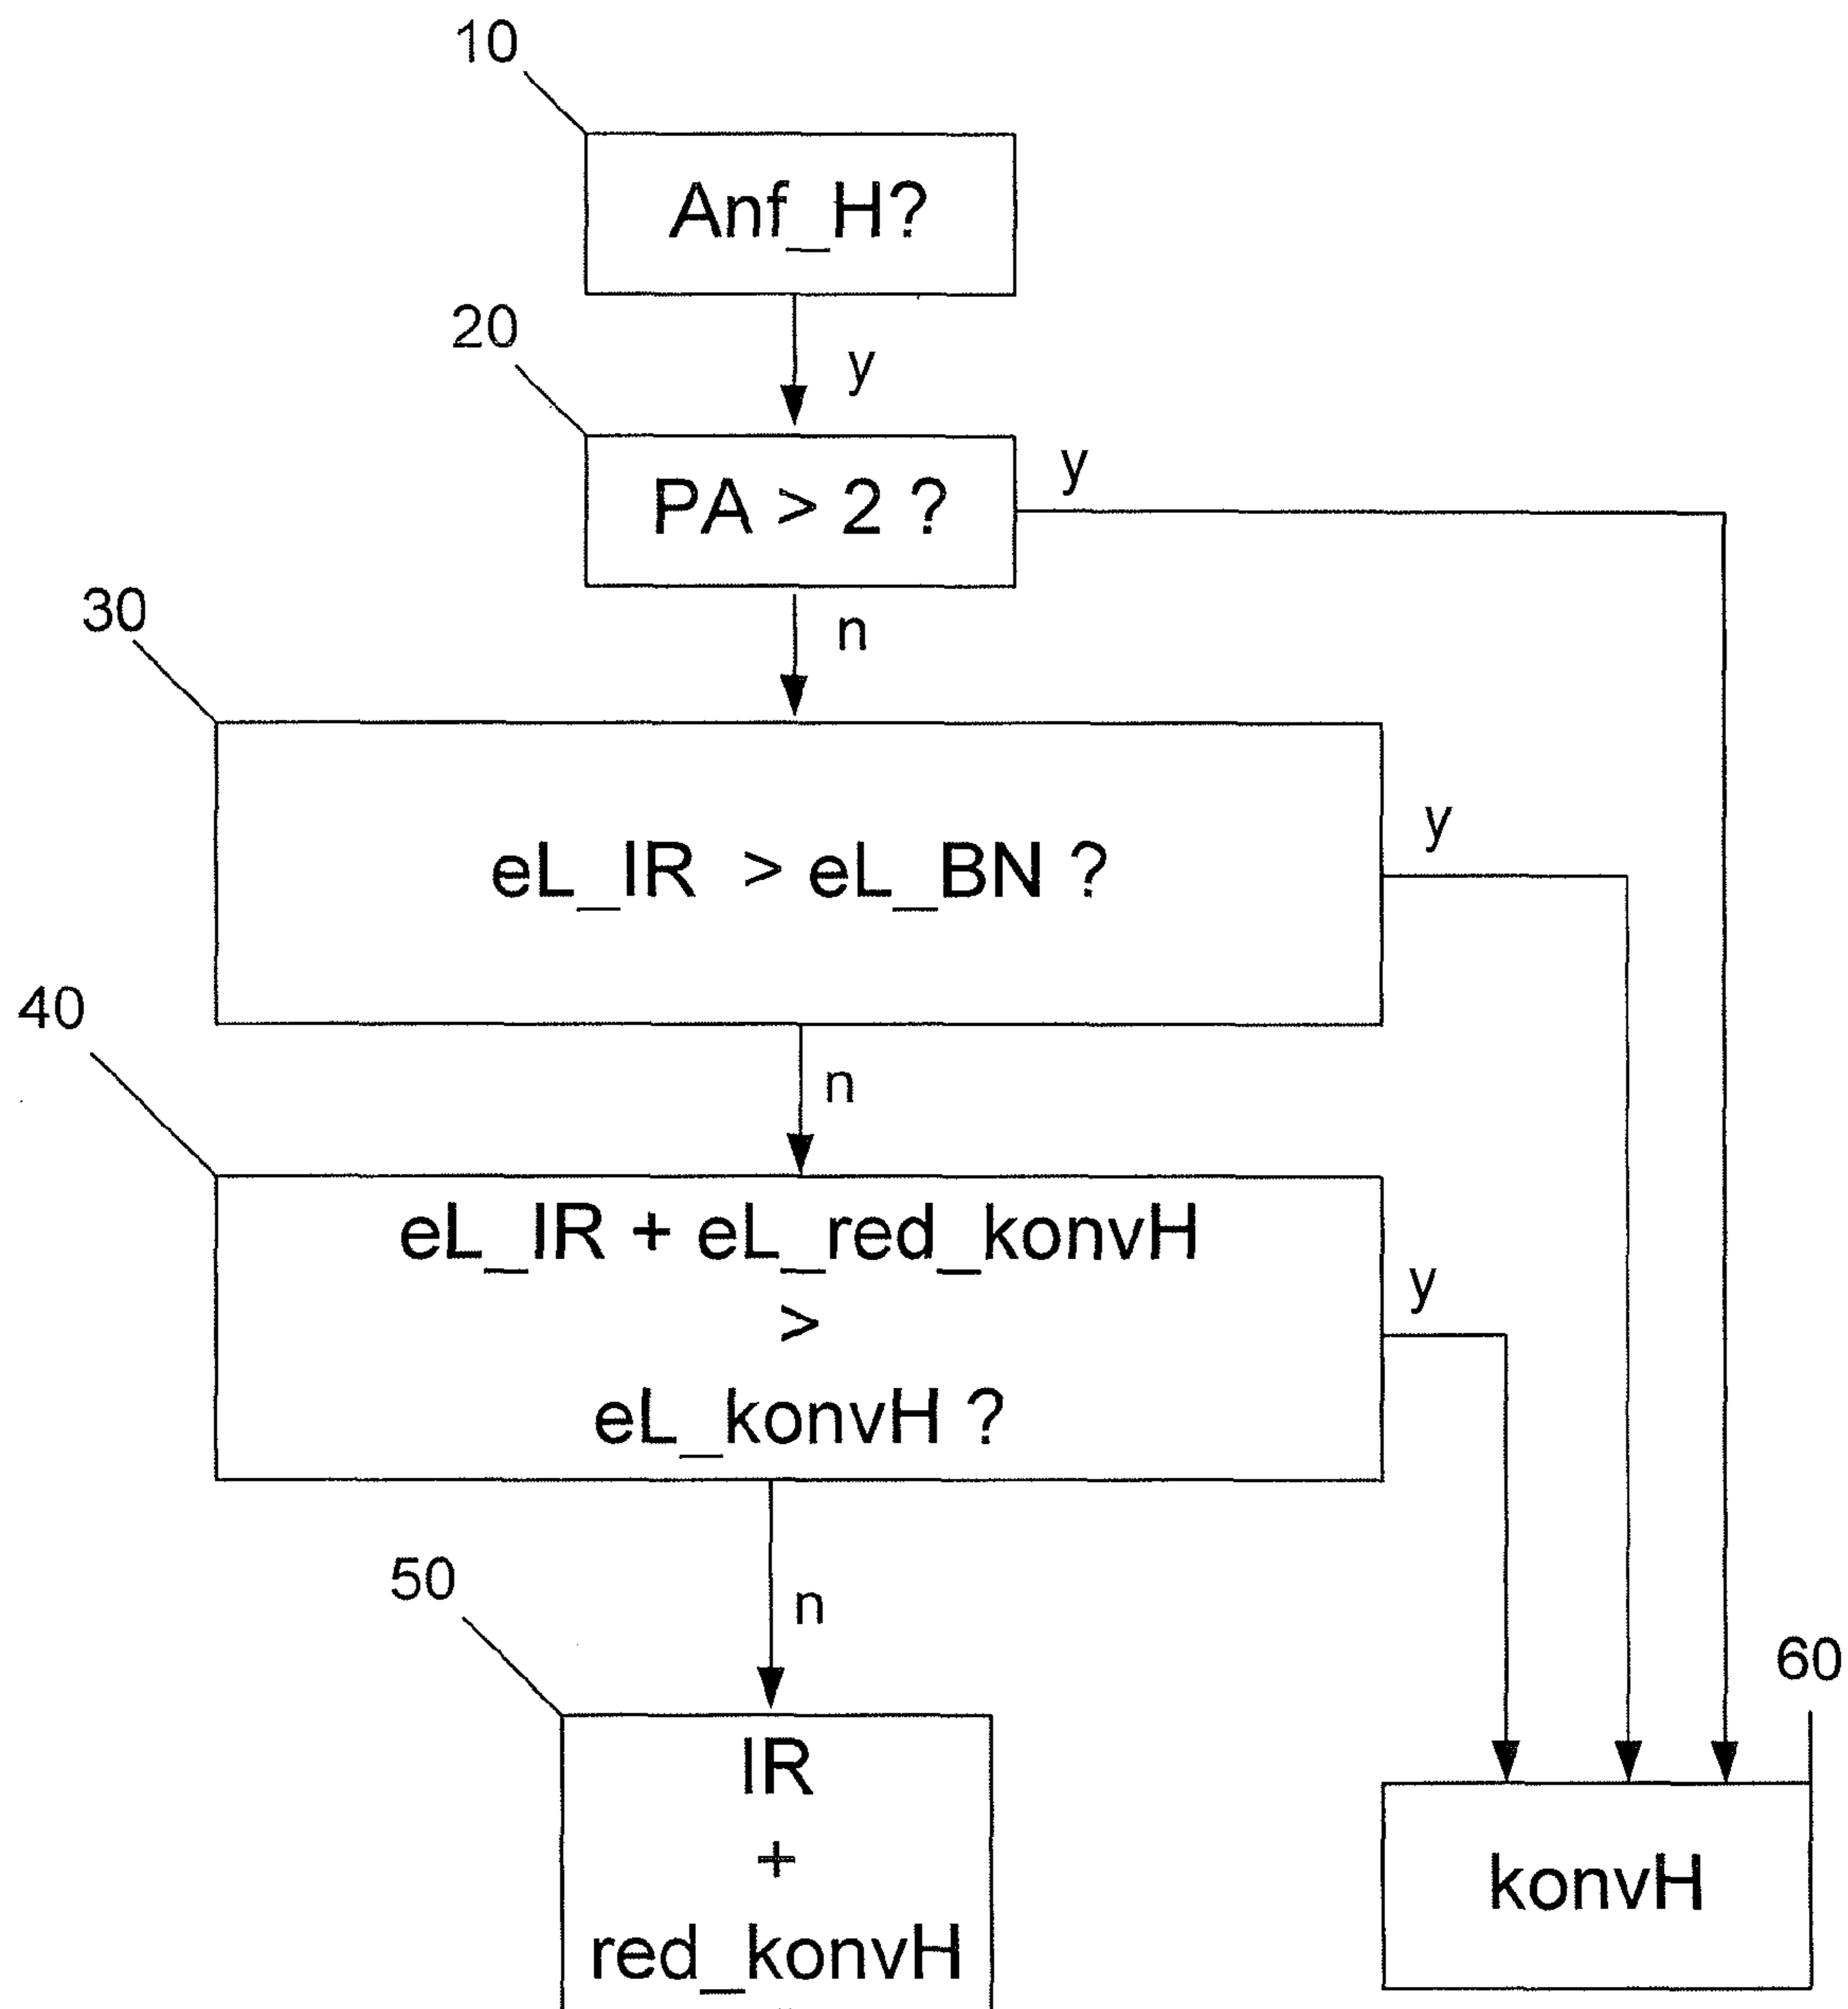 10
Anf_H?
y
20
PA > 2 ?
y
n
30
eL_IR > eL_BN ?
y
n
40
eL_IR + eL_red_konvH
>
eL_konvH ?
y
n
50
IR
+
red_konvH
60
konvH